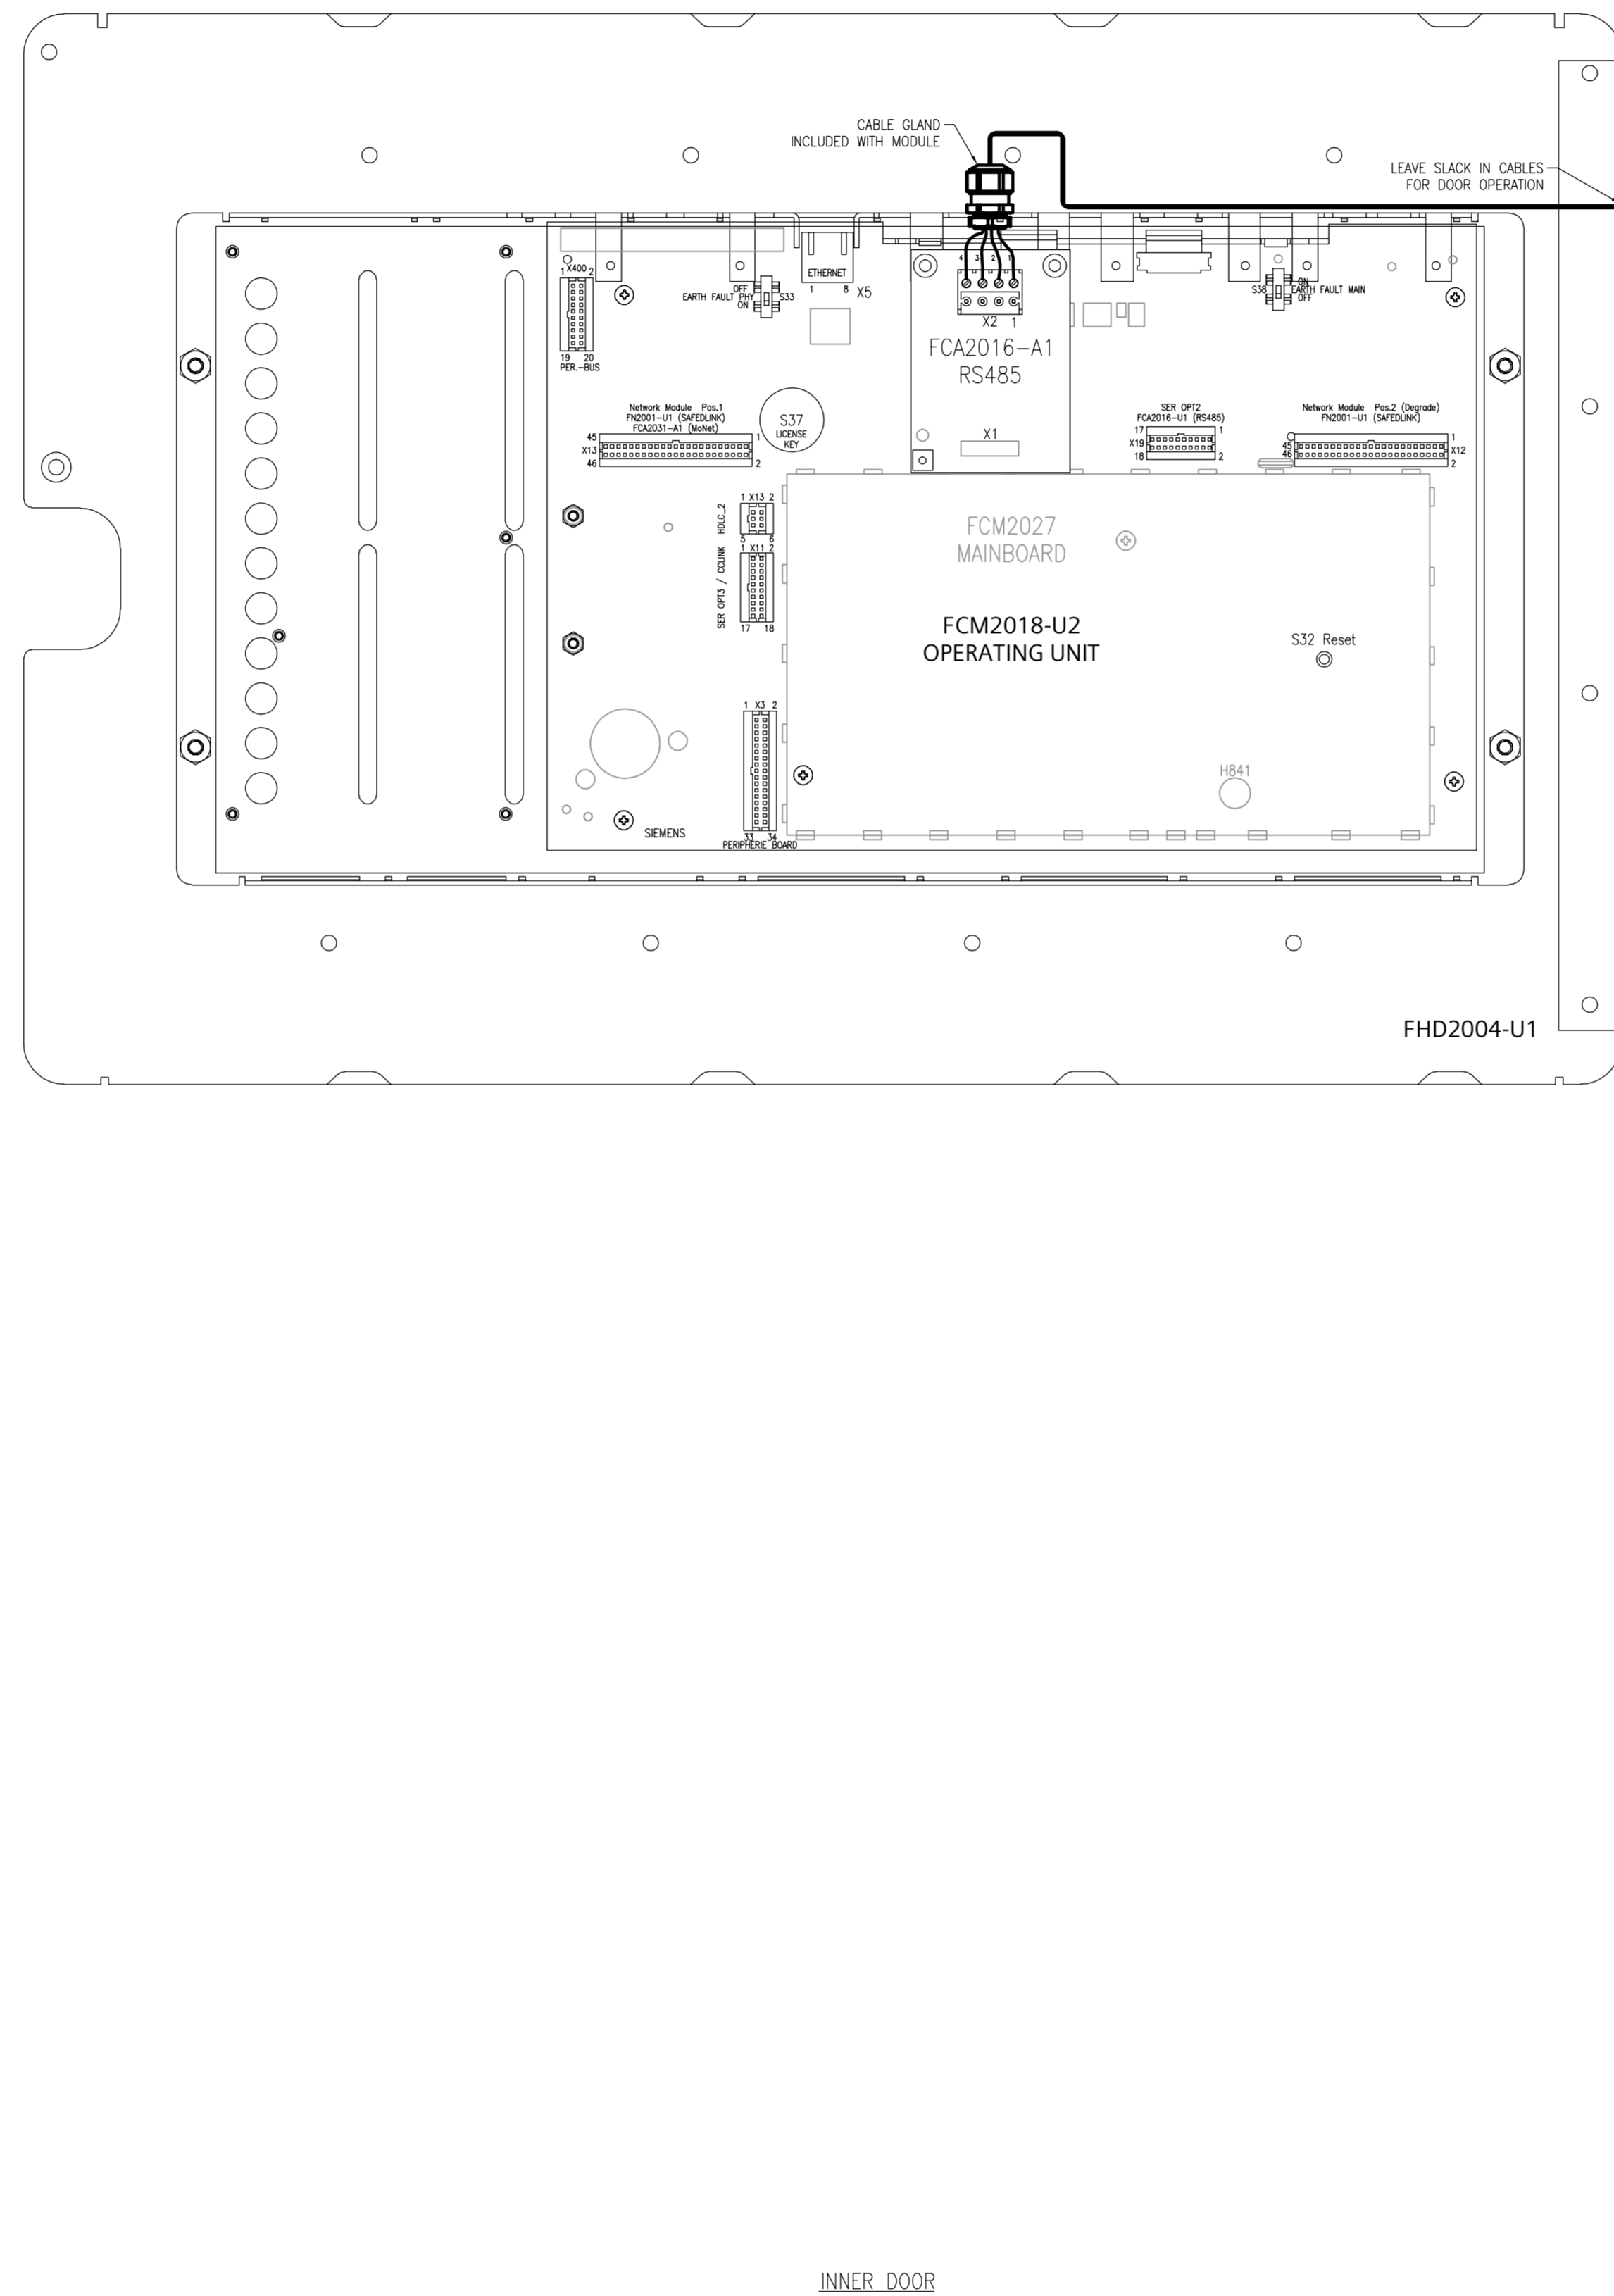 CABLE GLAND
INCLUDED WITH MODULE
LEAVE SLACK IN CABLES
FOR DOOR OPERATION
4 3 2 1
1 X400 2
19 20
PER.-BUS
OFF
EARTH FAULT PHY S33
ON
ETHERNET
1 8 X5
X2 1
FCA2016-A1
RS485
X1
S38 ON
EARTH FAULT MAIN
OFF
Network Module Pos.1
FN2001-U1 (SAFEDLINK)
FCA2031-A1 (MoNet)
45 1
X13
46 2
S37
LICENSE
KEY
SER OPT2
FCA2016-U1 (RS485)
17 1
X19
18 2
Network Module Pos.2 (Degrade)
FN2001-U1 (SAFEDLINK)
1
45
46 X12
2
1 X13 2
5 6
HDLC_2
1 X11 2
17 18
SER OPT3 / CCLINK
FCM2027
MAINBOARD
FCM2018-U2
OPERATING UNIT
S32 Reset
1 X3 2
33 34
PERIPHERIE BOARD
H841
SIEMENS
FHD2004-U1
INNER DOOR